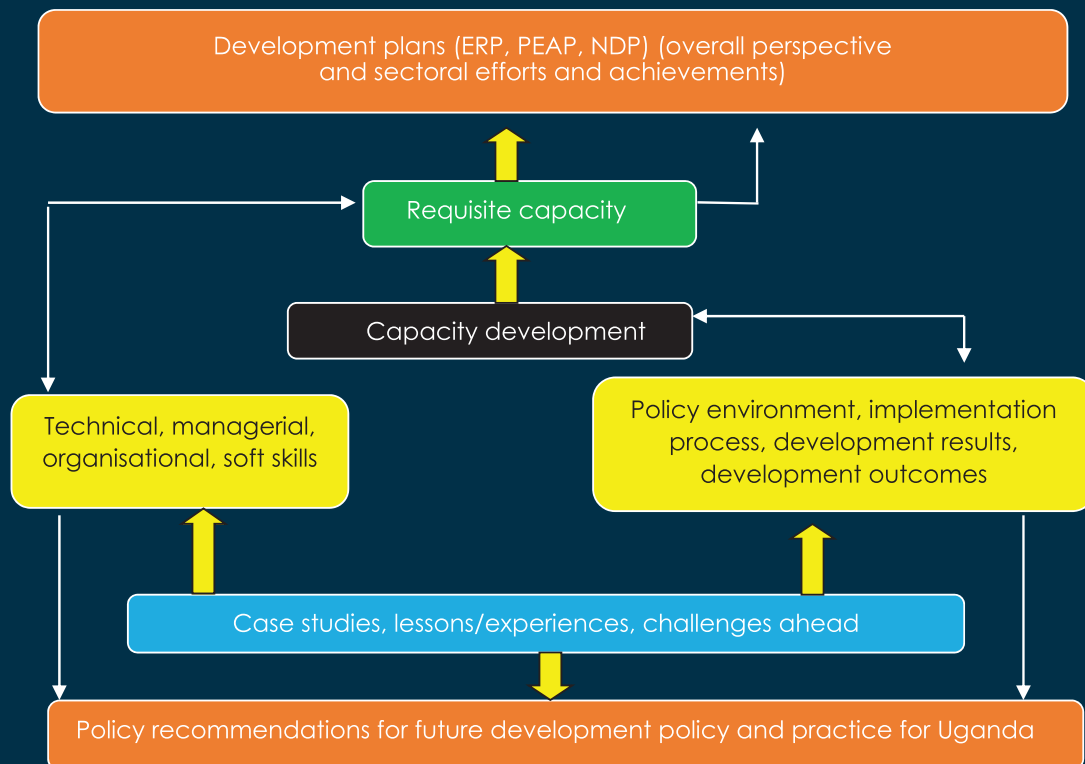 Development plans (ERP, PEAP, NDP) (overall perspective
and sectoral efforts and achievements)
Requisite capacity
Capacity development
Technical, managerial,
organisational, soft skills
Policy environment, implementation
process, development results,
development outcomes
Case studies, lessons/experiences, challenges ahead
Policy recommendations for future development policy and practice for Uganda